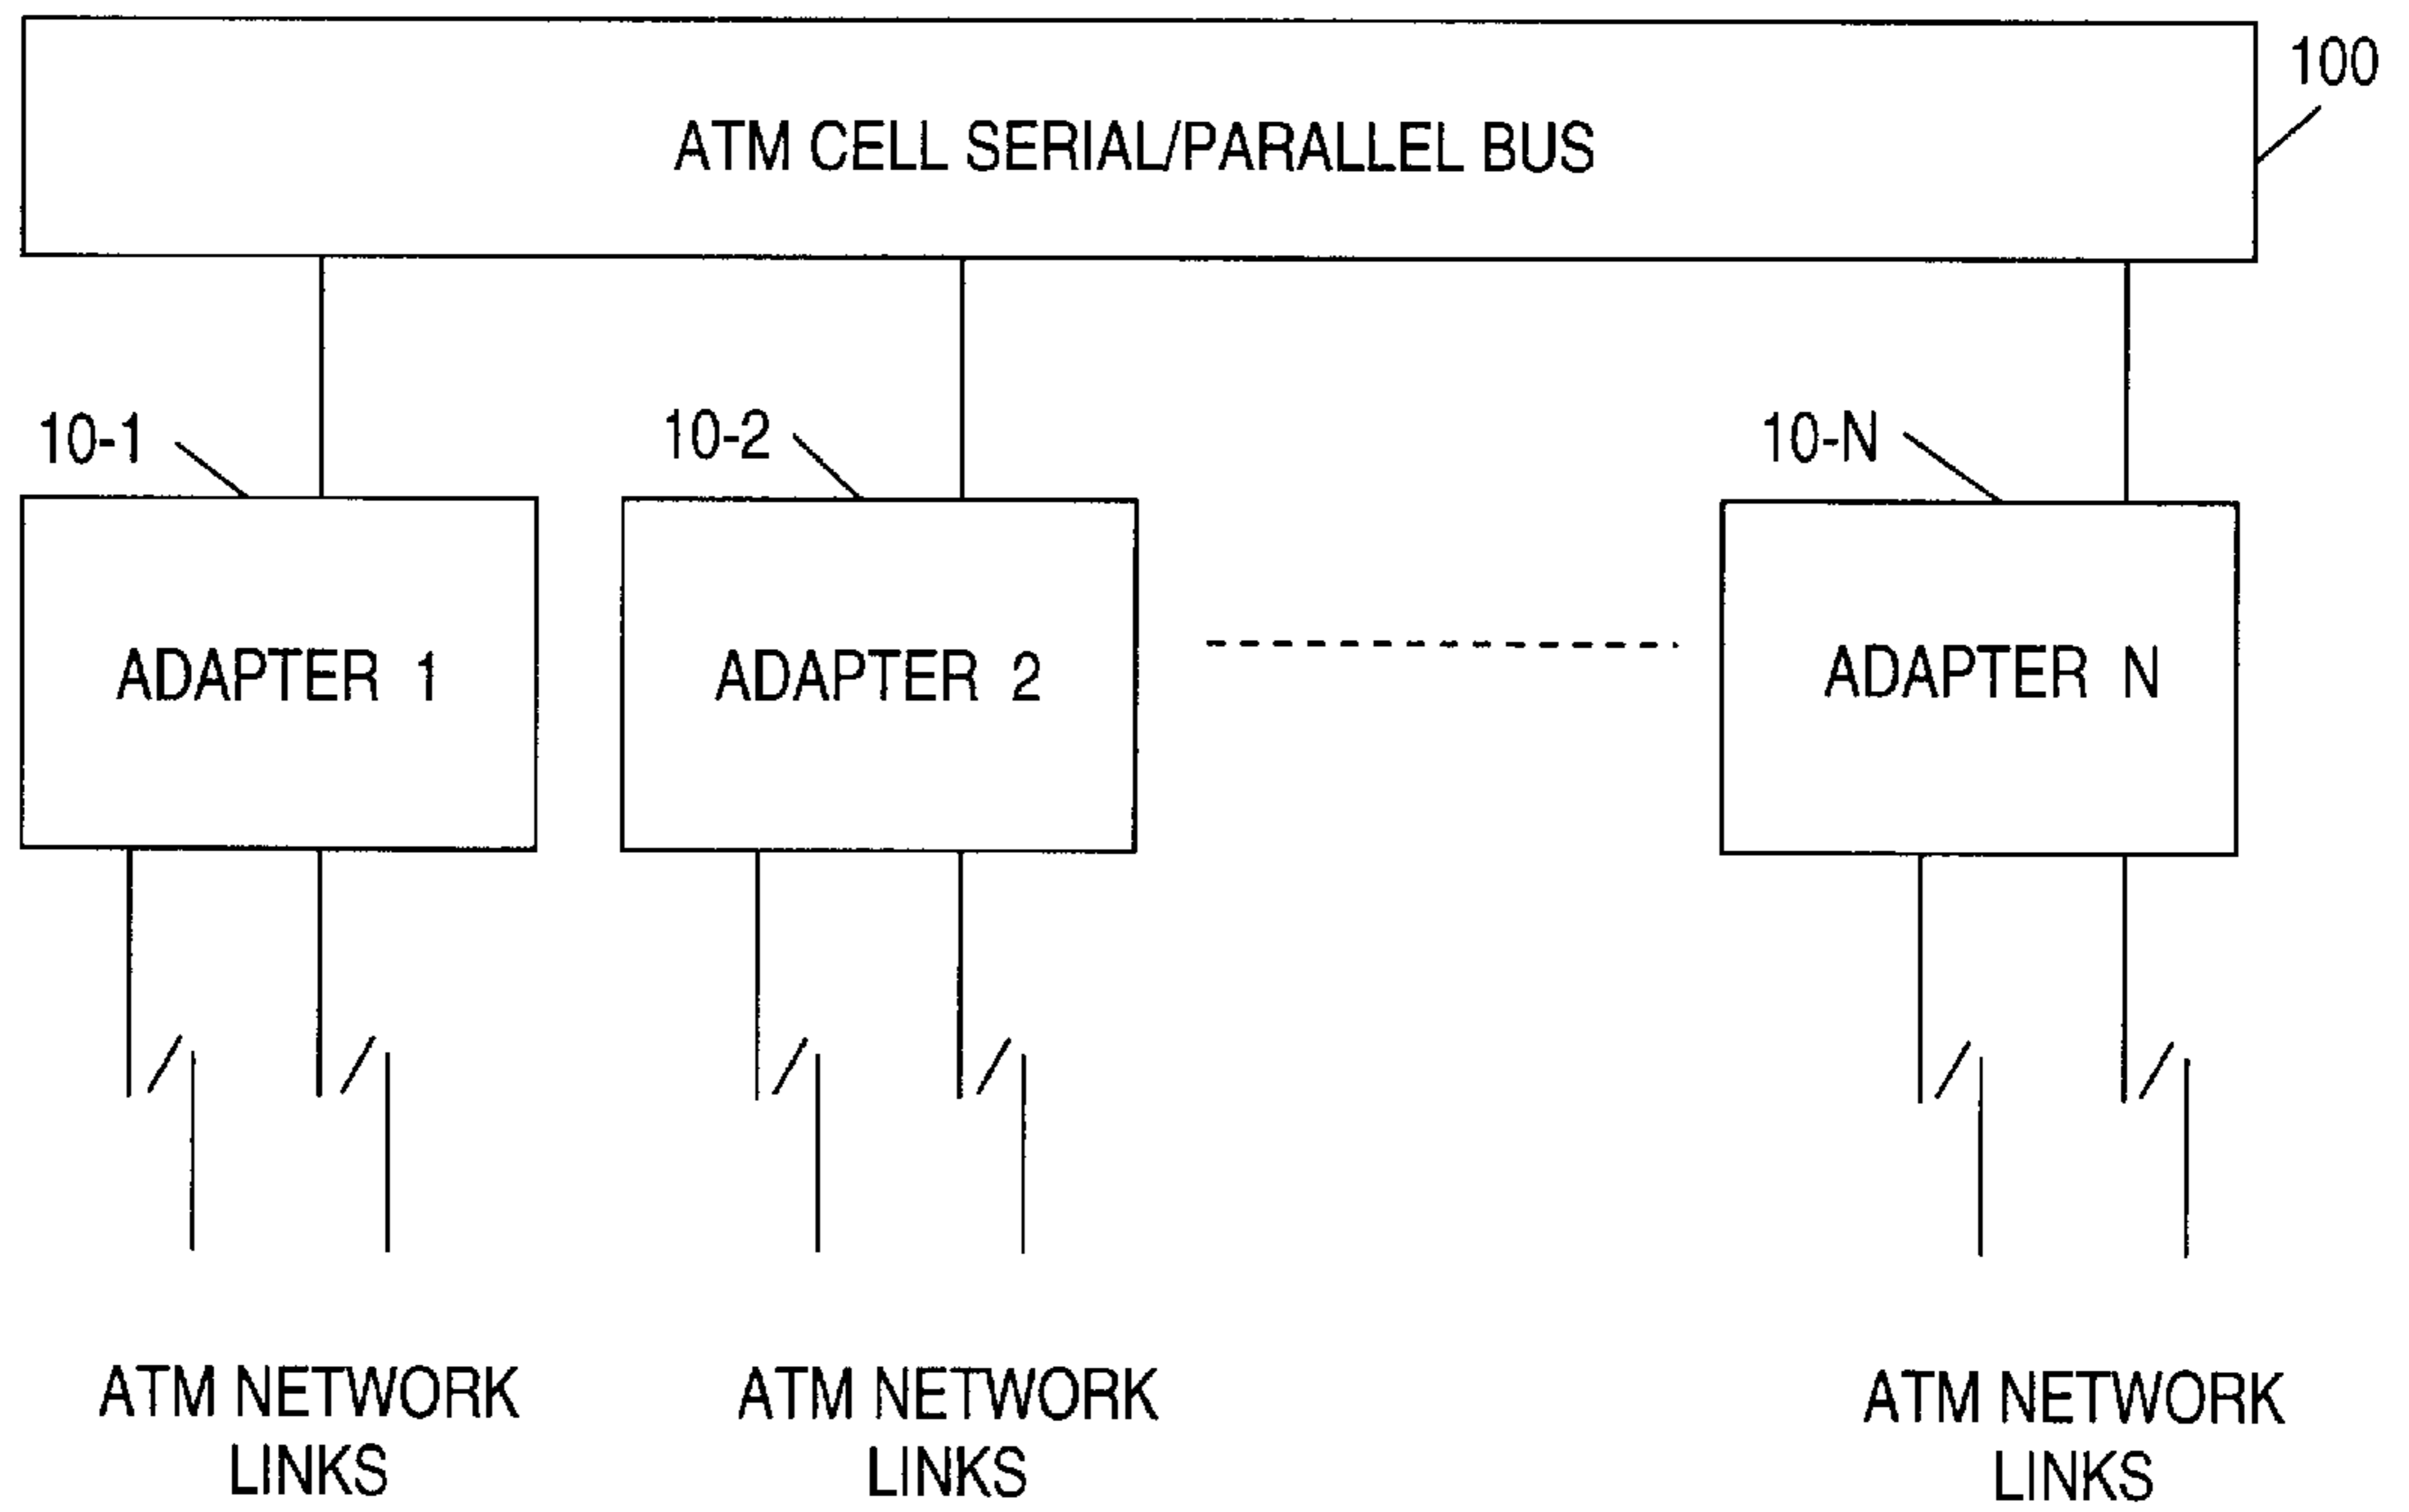 100
ATM CELL SERIAL/PARALLEL BUS
10-1
10-2
10-N
ADAPTER 1
ADAPTER 2
ADAPTER N
ATM NETWORK
LINKS
ATM NETWORK
LINKS
ATM NETWORK
LINKS